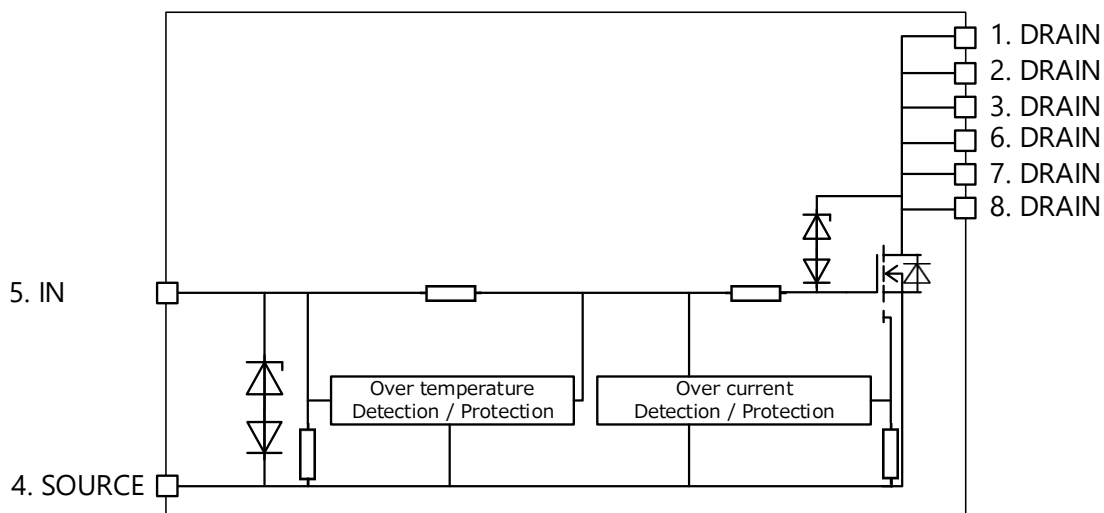 1. DRAIN
2. DRAIN
3. DRAIN
6. DRAIN
7. DRAIN
8. DRAIN
5. IN
Over temperature
Detection / Protection
Over current
Detection / Protection
4. SOURCE